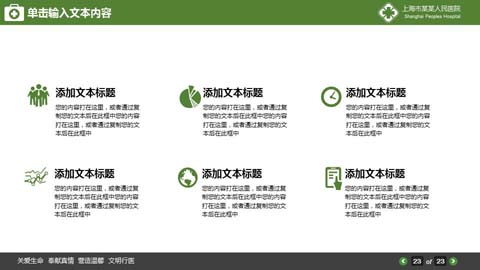 单击输入文本内容
上海市某某人民医院
Shanghai Peoples Hospital
添加文本标题
您的内容打在这里，或者通过复
制您的文本后在此框中您的内容
打在这里，或者通过复制您的文
本后在此框中
添加文本标题
您的内容打在这里，或者通过复
制您的文本后在此框中您的内容
打在这里，或者通过复制您的文
本后在此框中
添加文本标题
您的内容打在这里，或者通过复
制您的文本后在此框中您的内容
打在这里，或者通过复制您的文
本后在此框中
添加文本标题
您的内容打在这里，或者通过复
制您的文本后在此框中您的内容
打在这里，或者通过复制您的文
本后在此框中
添加文本标题
您的内容打在这里，或者通过复
制您的文本后在此框中您的内容
打在这里，或者通过复制您的文
本后在此框中
添加文本标题
您的内容打在这里，或者通过复
制您的文本后在此框中您的内容
打在这里，或者通过复制您的文
本后在此框中
关爱生命 奉献真情 营造温馨 文明行医
23 of 23